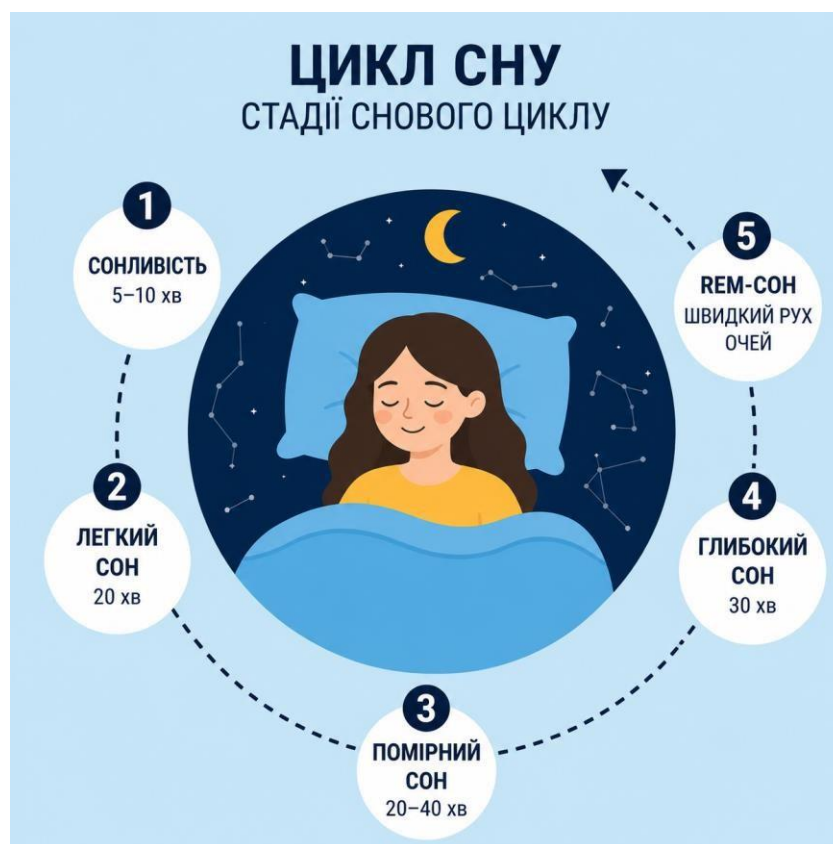 ЦИКЛ СНУ
СТАДІЇ СНОВОГО ЦИКЛУ
1
СОНЛИВІСТЬ
5–10 хв
2
ЛЕГКИЙ
СОН
20 хв
3
ПОМІРНИЙ
СОН
20–40 хв
4
ГЛИБОКИЙ
СОН
30 хв
5
REM-СОН
ШВИДКИЙ РУХ
ОЧЕЙ